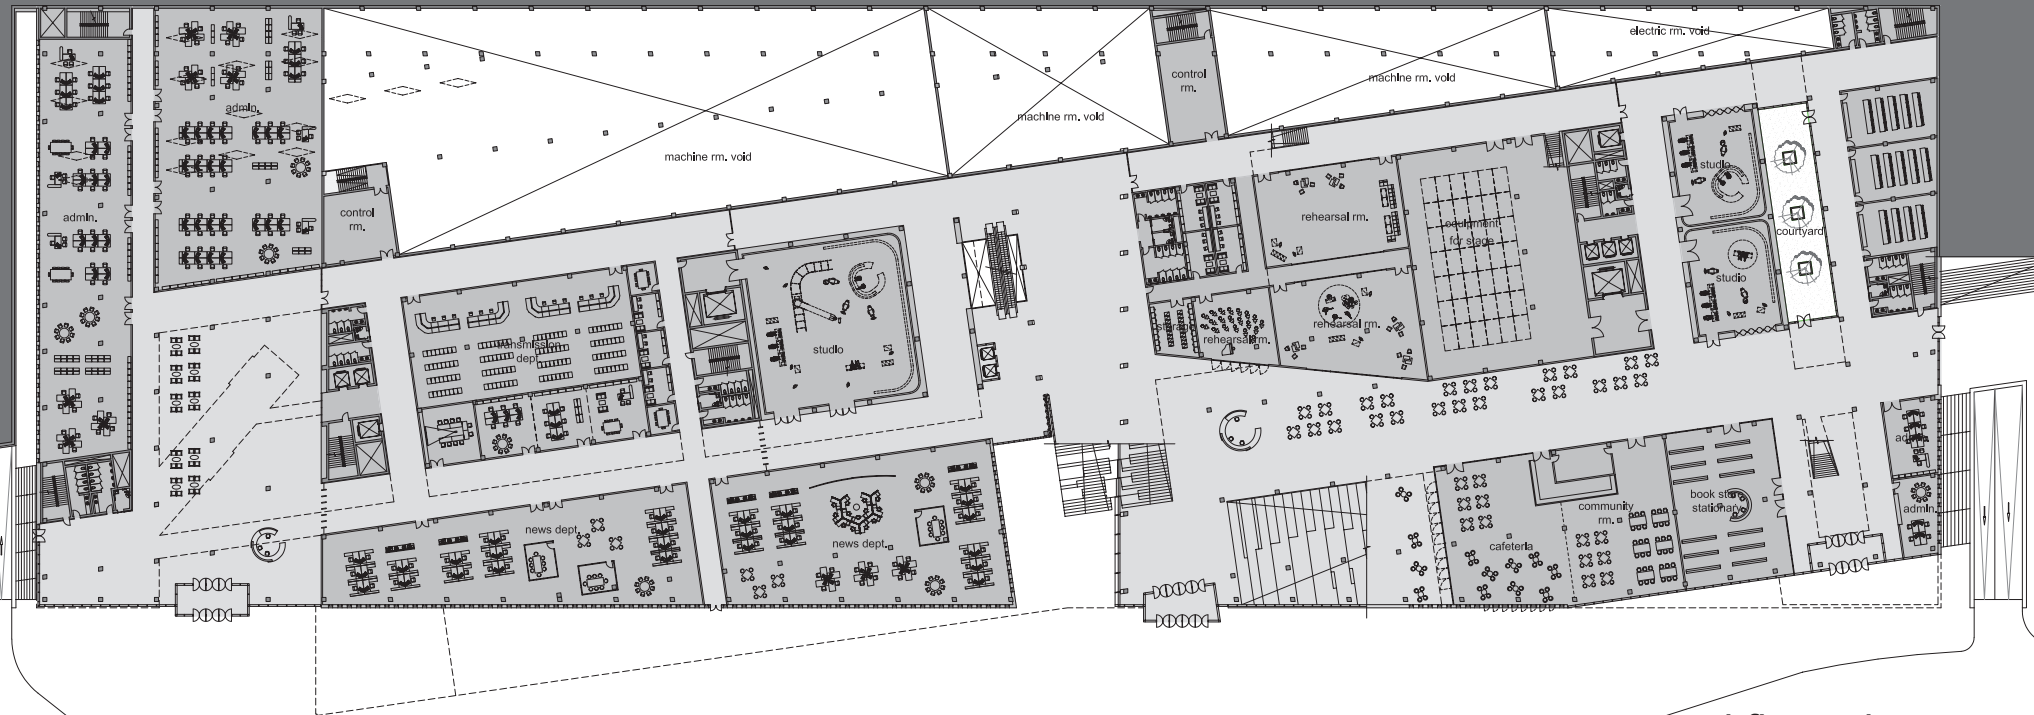 electric rm. void
control
rm.
machine rm. void
admin.
machine rm. void
machine rm. void
studio
control
rm.
admin.
rehearsal rm.
equipment
for stage
courtyard
studio
storage
rehearsal rm.
rehearsal rm.
transmission
dept.
studio
admin.
book store
stationary
community
rm.
admin.
news dept.
news dept.
cafeteria